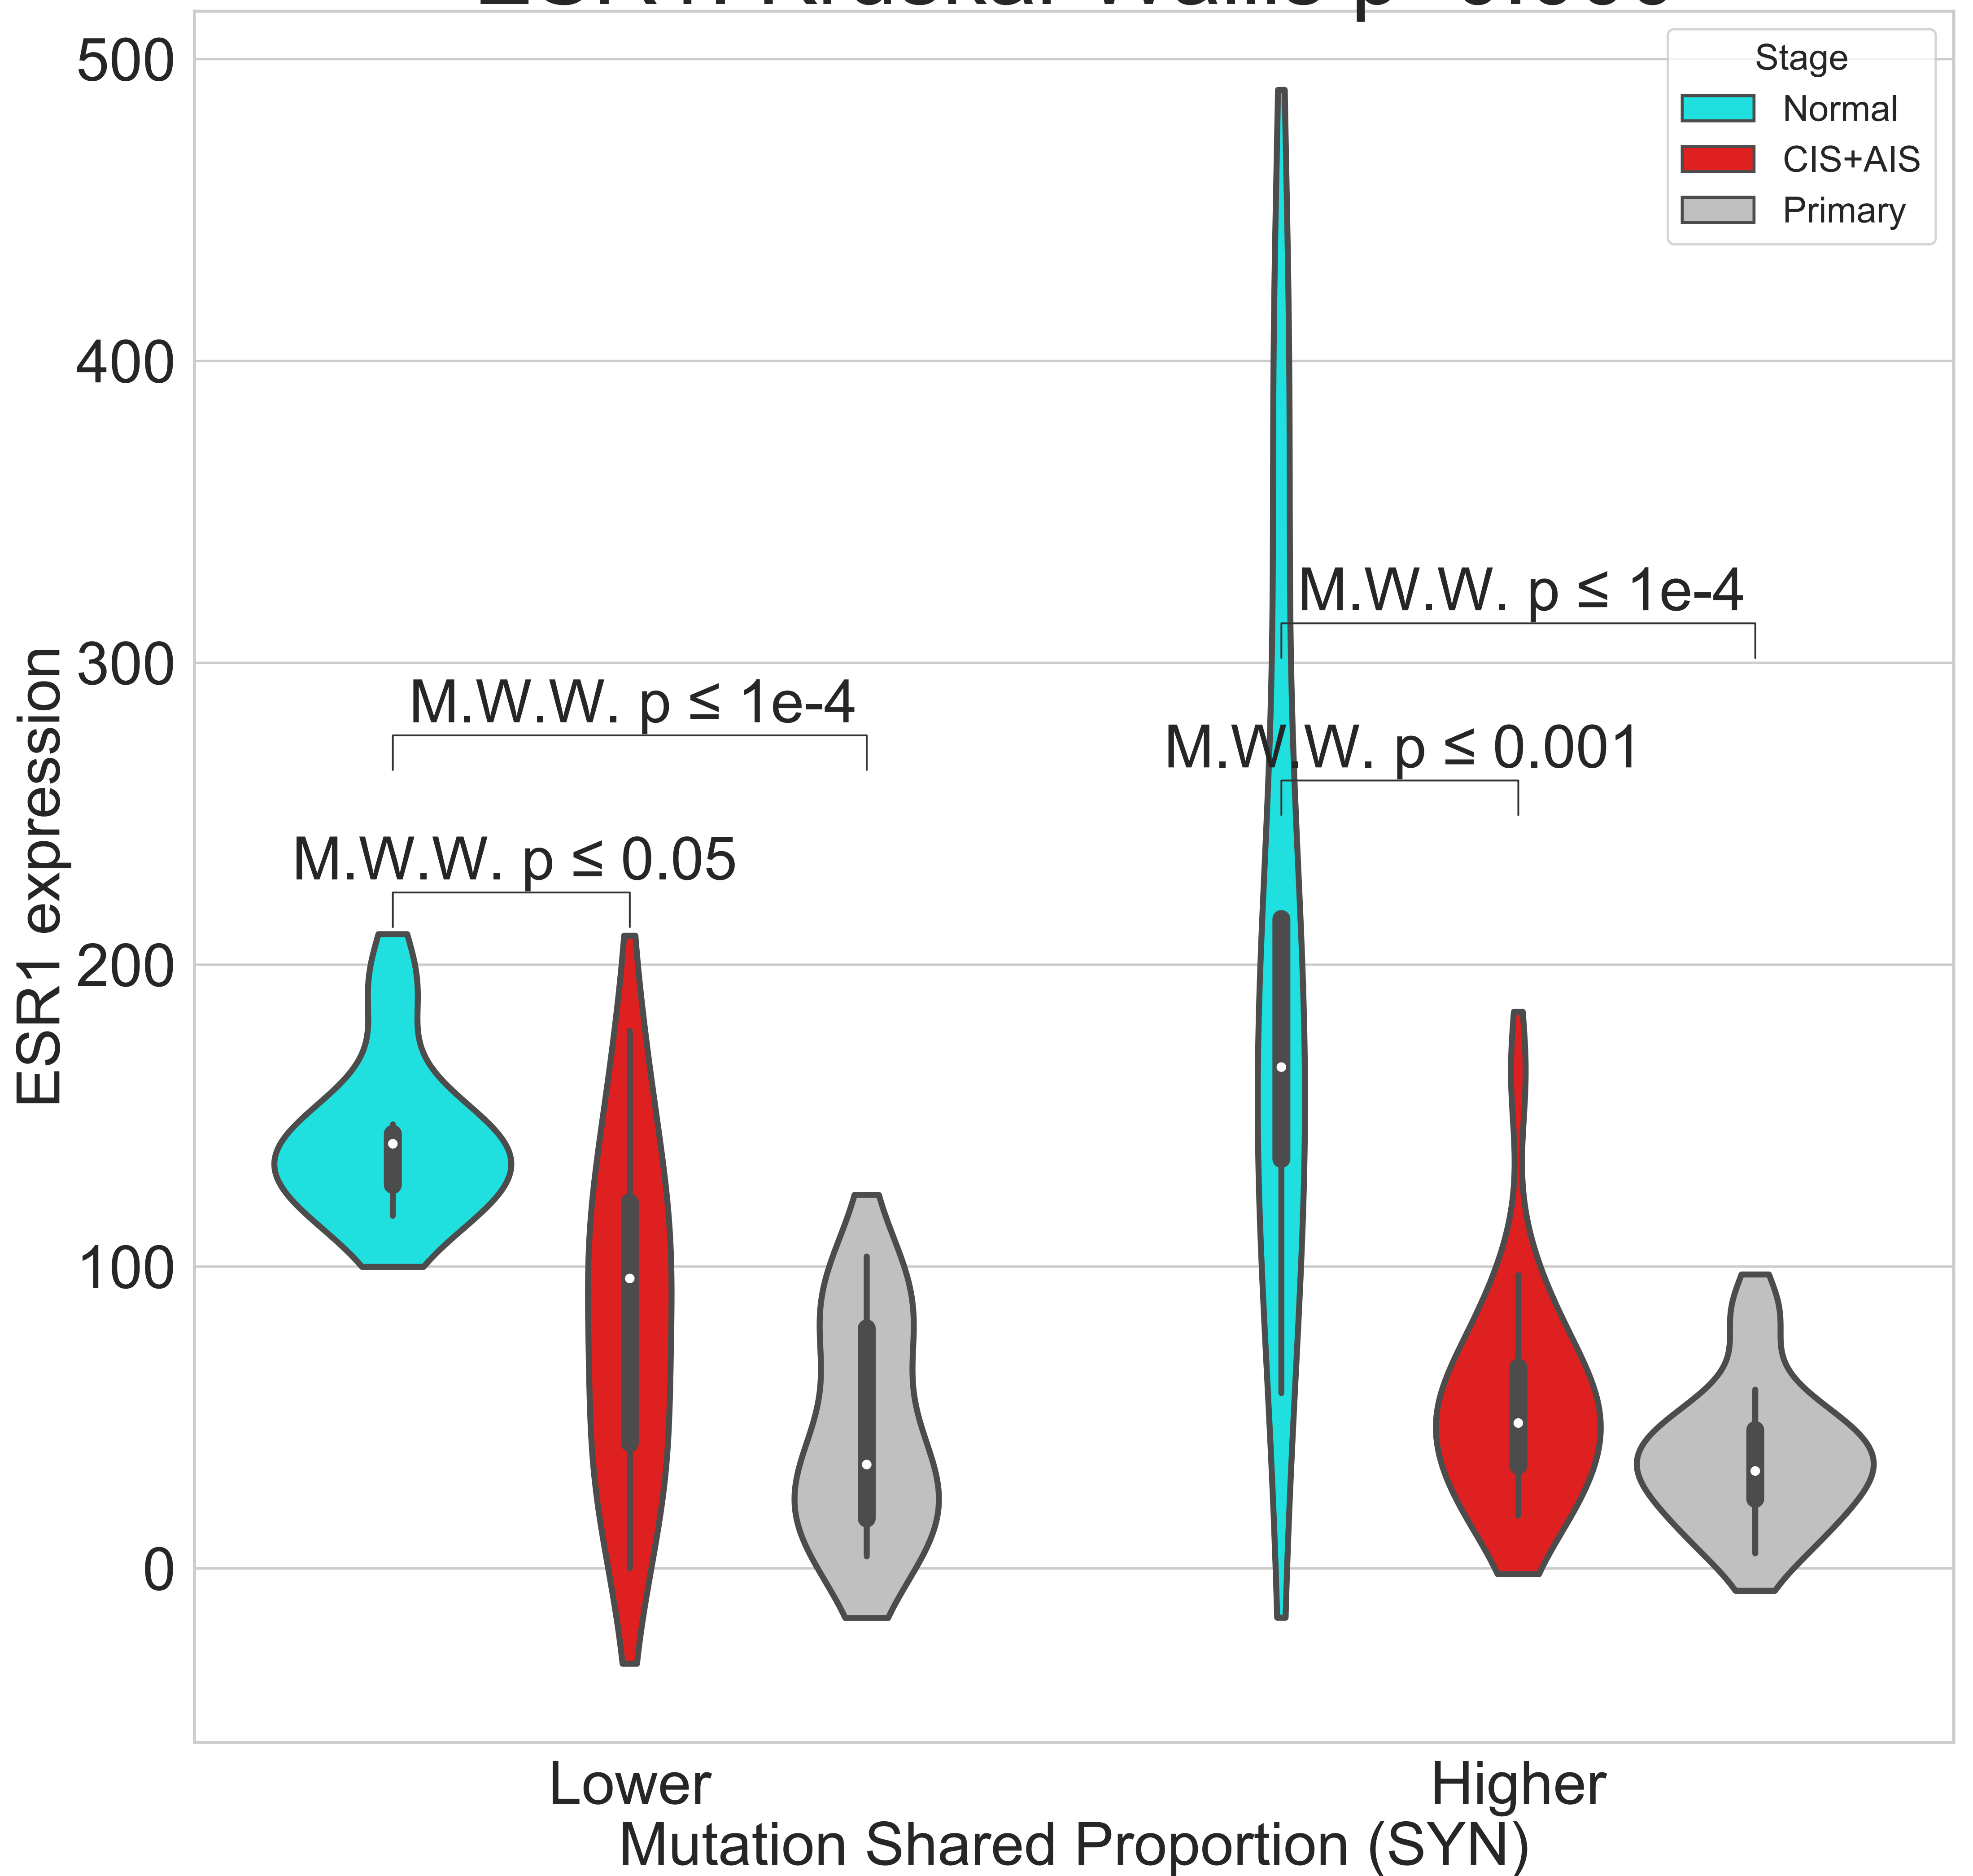 500
Stage
Normal
CIS+AIS
Primary
400
300
200
100
0
ESR1 expression
M.W.W. p ≤ 1e-4
M.W.W. p ≤ 1e-4
M.W.W. p ≤ 0.001
M.W.W. p ≤ 0.05
Lower
Higher
Mutation Shared Proportion (SYN)